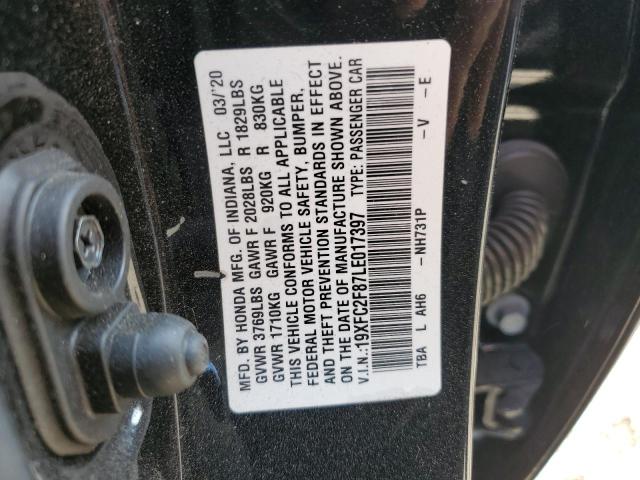 MFD. BY HONDA MFG. OF INDIANA, LLC 03/'20
GVWR 3769LBS GAWR F 2028LBS R 1829LBS
GVWR 1710KG GAWR F 920KG R 830KG
THIS VEHICLE CONFORMS TO ALL APPLICABLE
FEDERAL MOTOR VEHICLE SAFETY, BUMPER,
AND THEFT PREVENTION STANDARDS IN EFFECT
ON THE DATE OF MANUFACTURE SHOWN ABOVE.
V.I.N.:19XFC2F87LE017397 TYPE: PASSENGER CAR
TBA L AH6 -NH731P -V -E